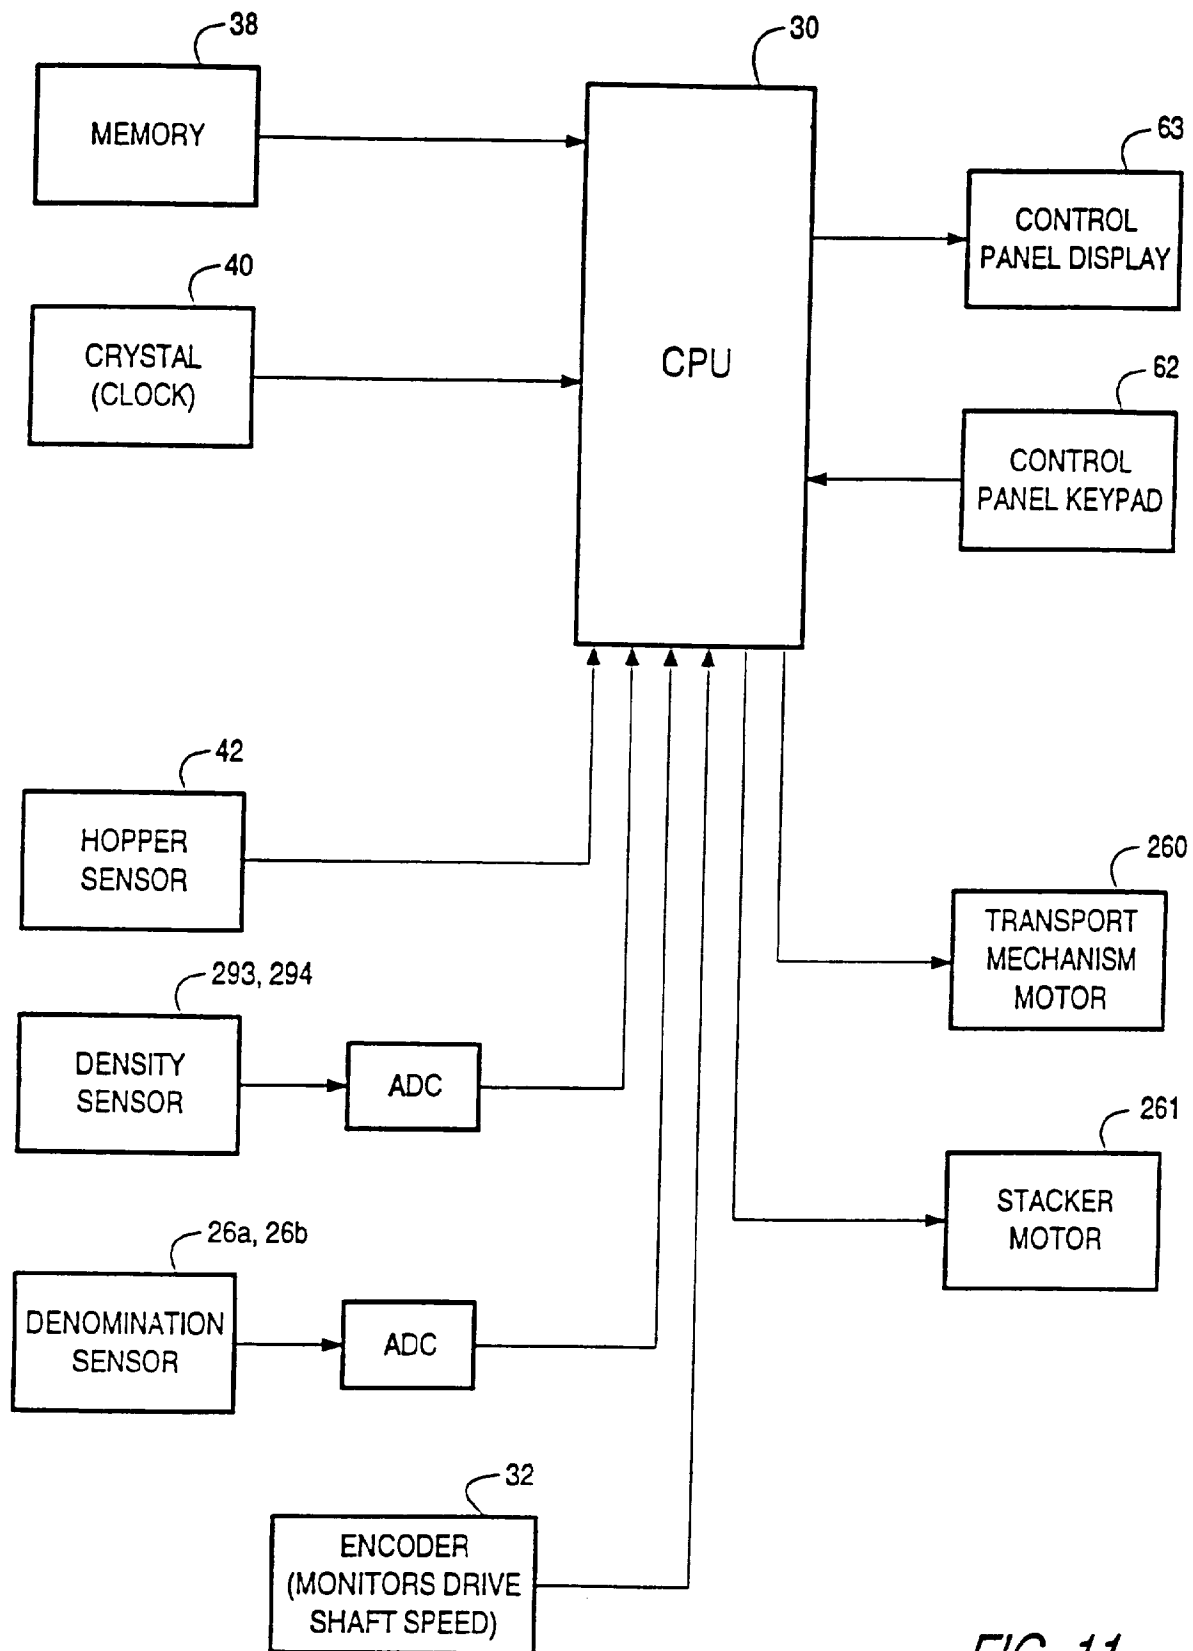 38
MEMORY
30
CPU
63
CONTROL
PANEL DISPLAY
40
CRYSTAL
(CLOCK)
62
CONTROL
PANEL KEYPAD
42
HOPPER
SENSOR
260
TRANSPORT
MECHANISM
MOTOR
293, 294
DENSITY
SENSOR
ADC
261
STACKER
MOTOR
26a, 26b
DENOMINATION
SENSOR
ADC
32
ENCODER
(MONITORS DRIVE
SHAFT SPEED)
FIG. 11